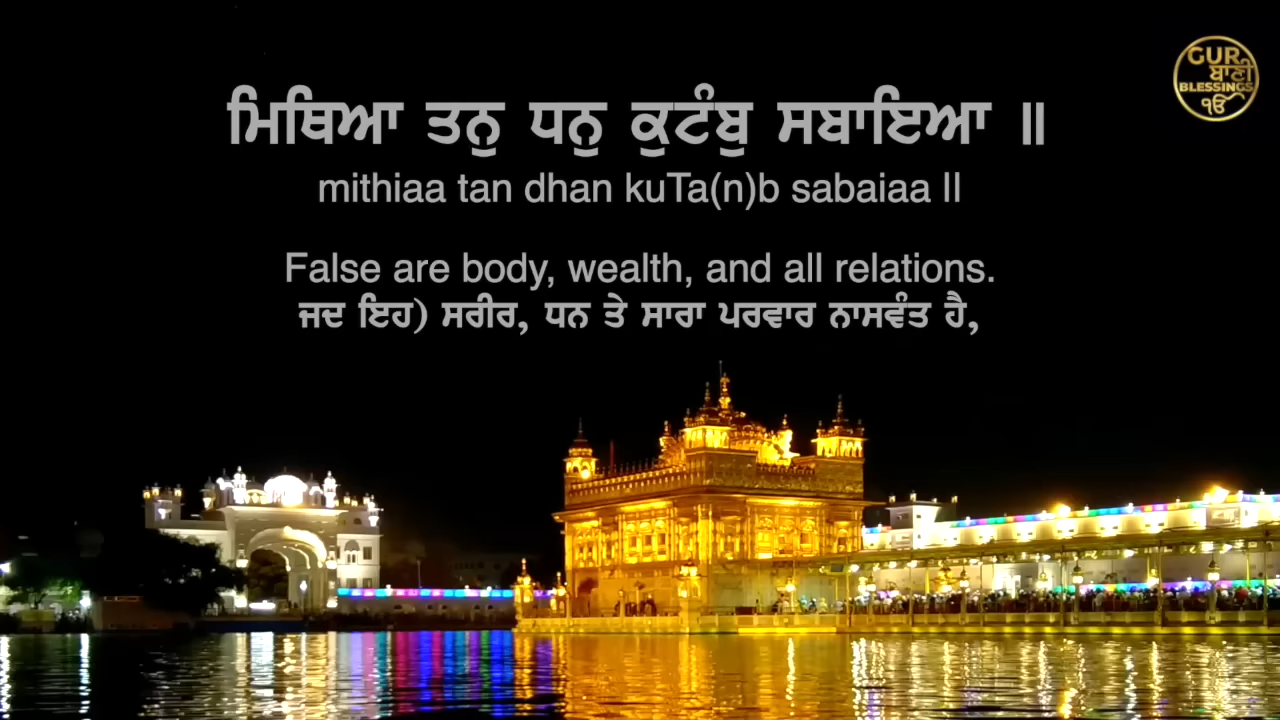 GUR
ਬਾਣੀ
BLESSINGS
ੴ
ਮਿਥਿਆ ਤਨੁ ਧਨੁ ਕੁਟੰਬੁ ਸਬਾਇਆ ॥
mithiaa tan dhan kuTa(n)b sabaiaa ||
False are body, wealth, and all relations.
ਜਦ ਇਹ) ਸਰੀਰ, ਧਨ ਤੇ ਸਾਰਾ ਪਰਵਾਰ ਨਾਸਵੰਤ ਹੈ,